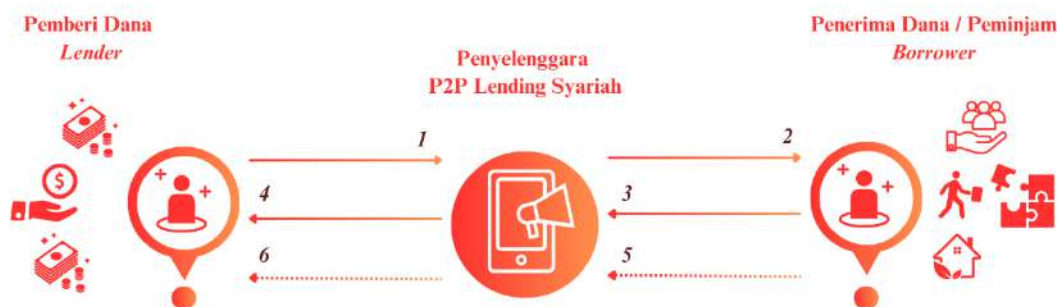 Pemberi Dana
Lender
Penyelenggara
P2P Lending Syariah
Penerima Dana / Peminjam
Borrower
1
2
4
3
6
5
$